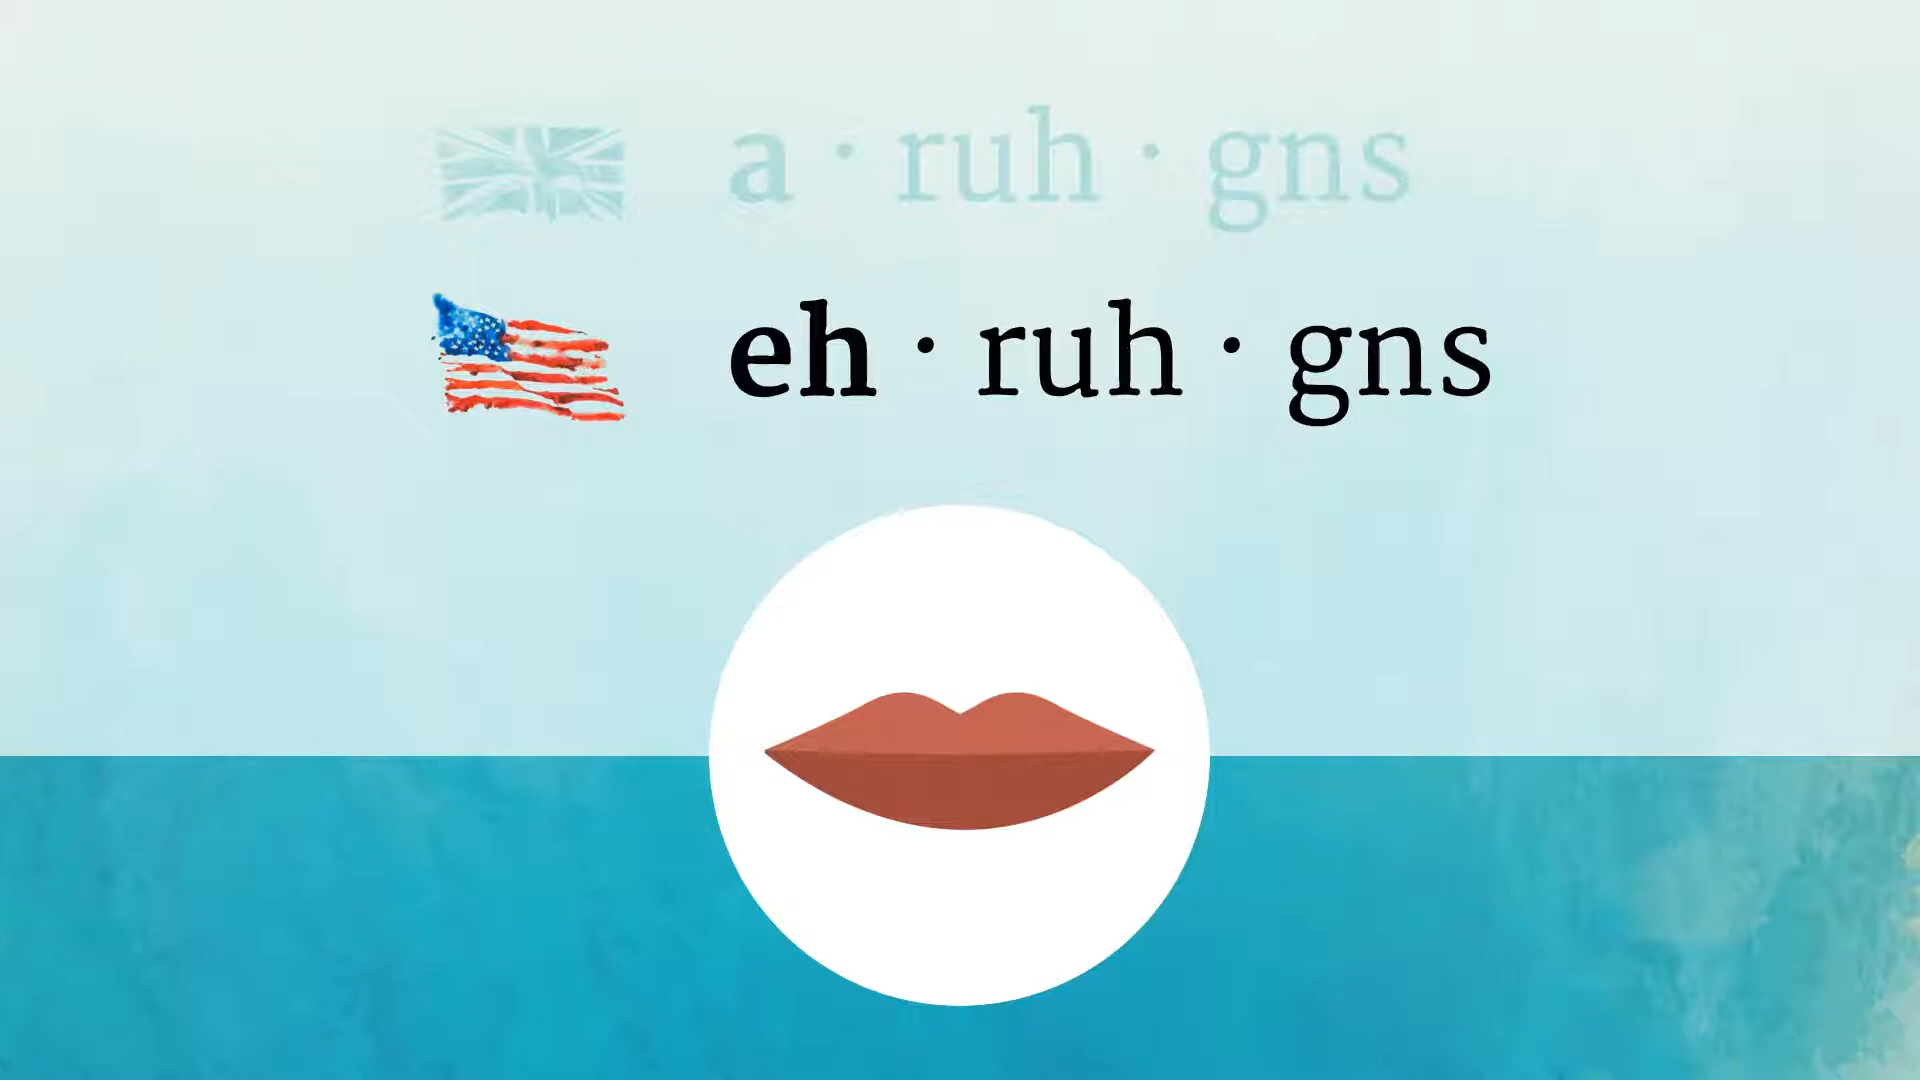 a · ruh · gns
eh · ruh · gns